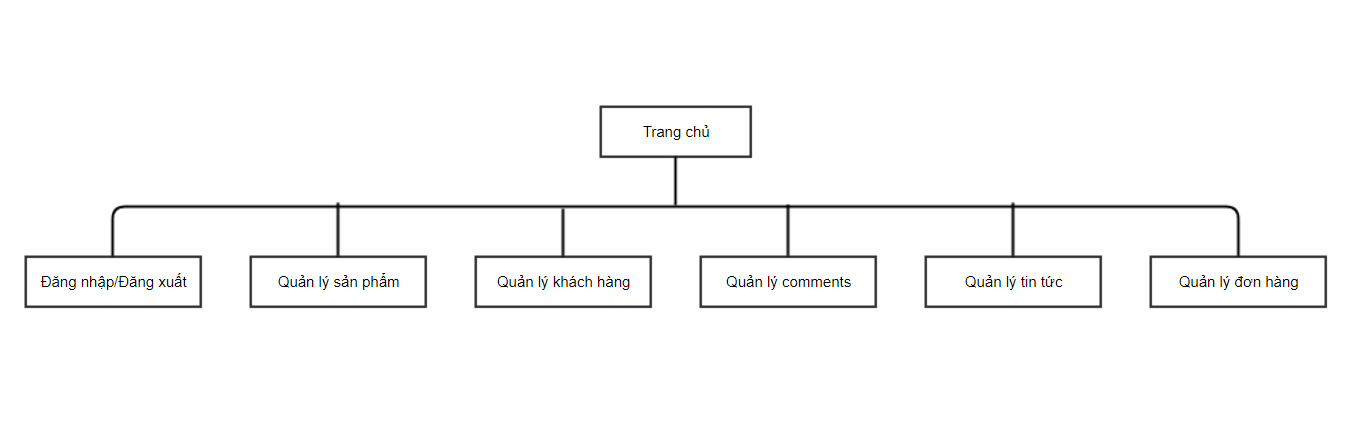 Trang chủ
Đăng nhập/Đăng xuất
Quản lý sản phẩm
Quản lý khách hàng
Quản lý comments
Quản lý tin tức
Quản lý đơn hàng